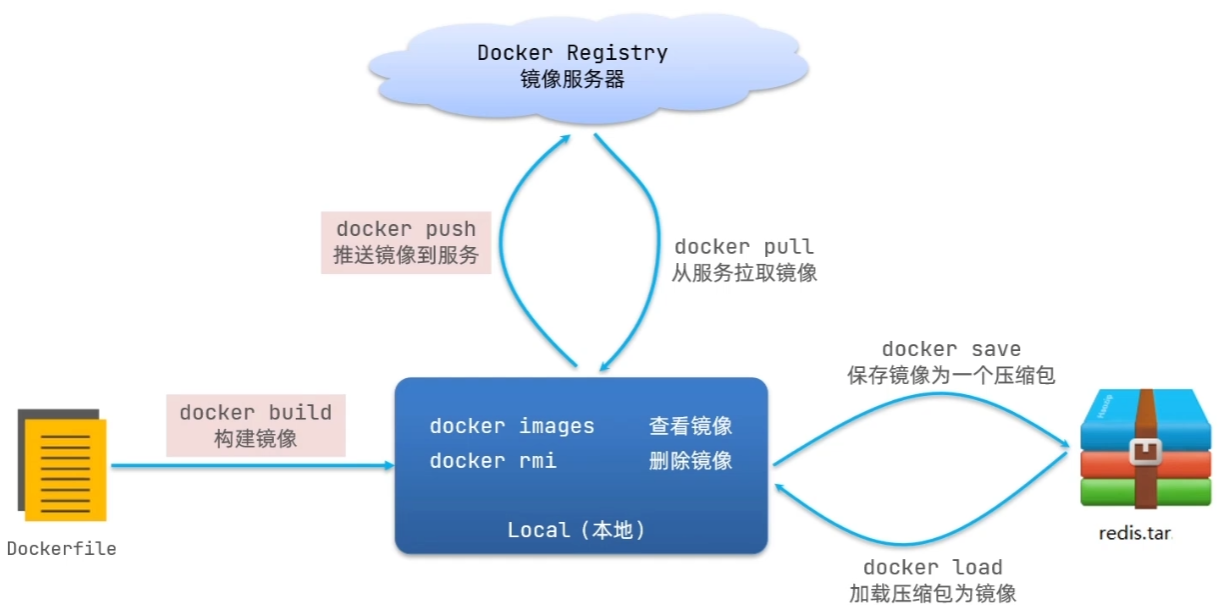 Docker Registry
镜像服务器
docker push
推送镜像到服务
docker pull
从服务拉取镜像
docker save
保存镜像为一个压缩包
docker build
构建镜像
docker images 查看镜像
docker rmi 删除镜像
Local（本地）
Dockerfile
Haozip
redis.tar
docker load
加载压缩包为镜像